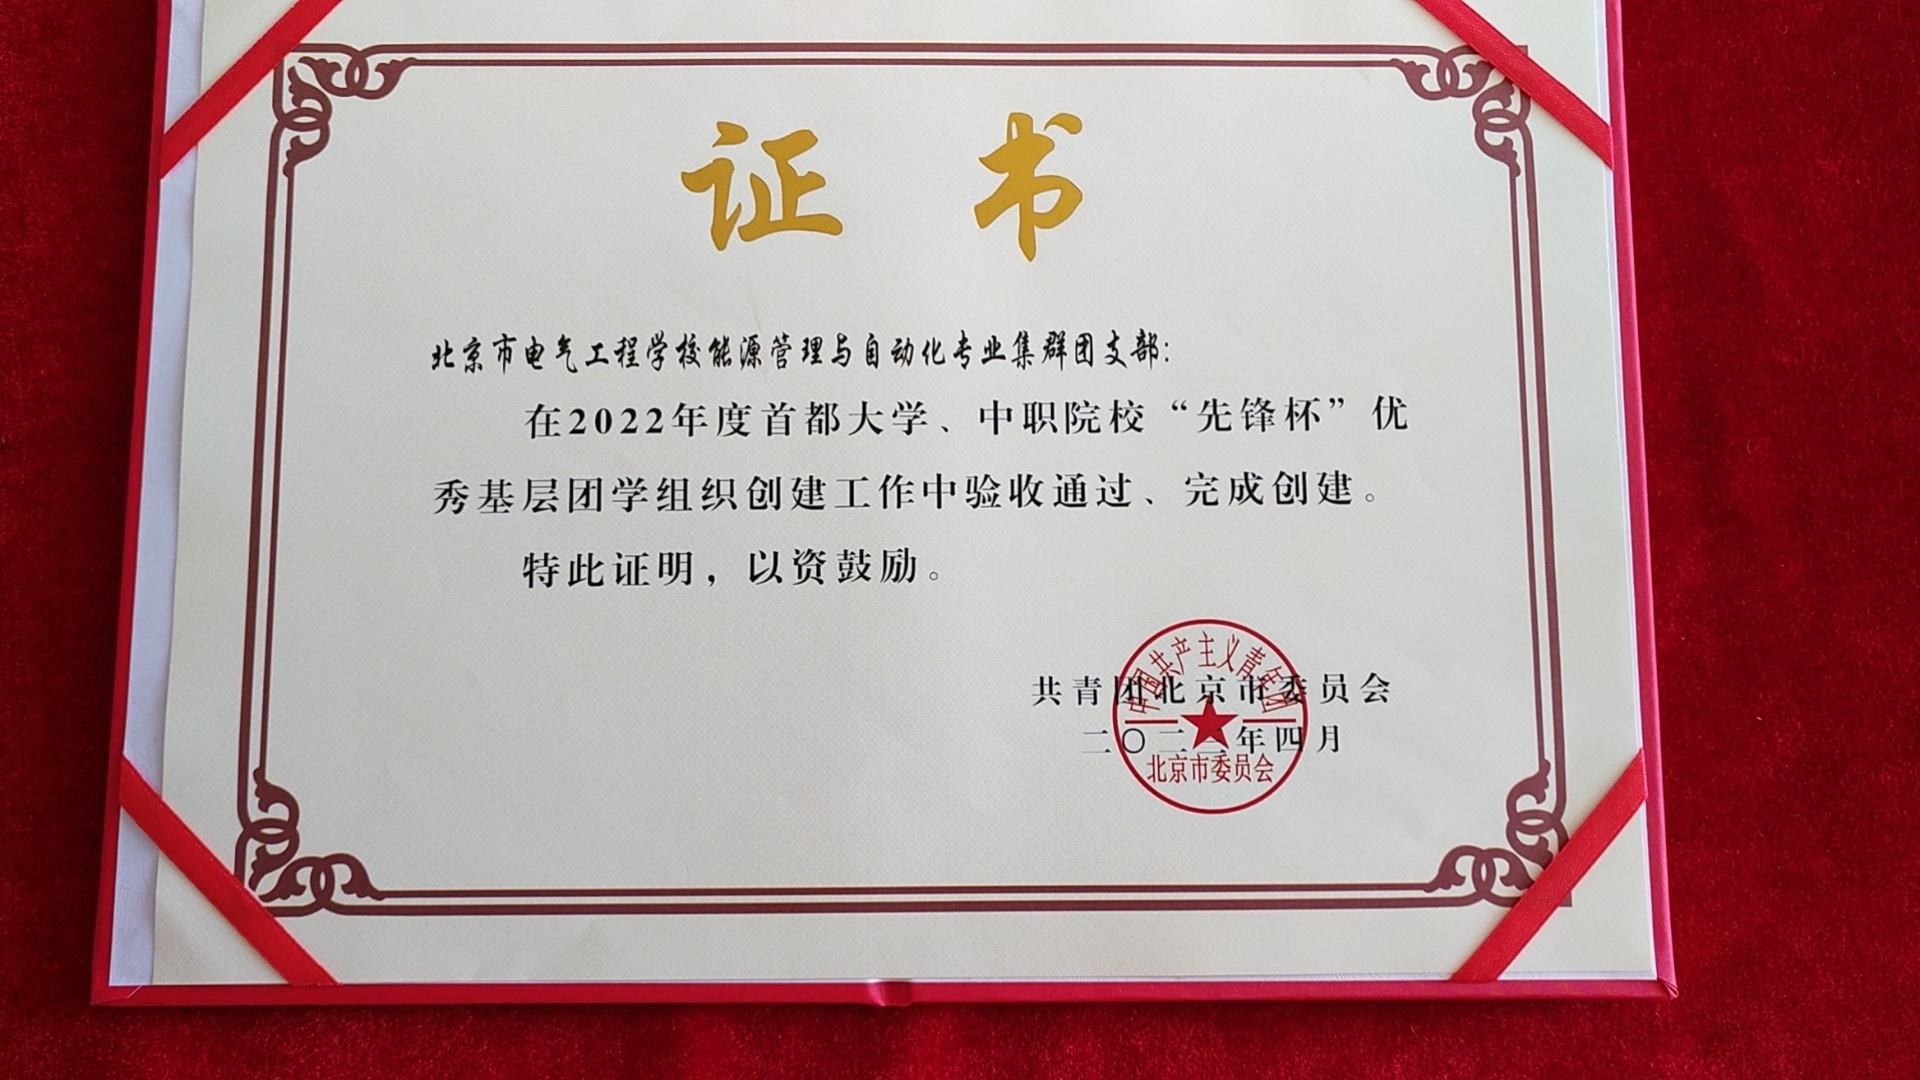 证书
北京市电气工程学校能源管理与自动化专业集群团支部：
在2022年度首都大学、中职院校“先锋杯”优
秀基层团学组织创建工作中验收通过、完成创建。
特此证明，以资鼓励。
共青团北京市委员会
二〇二三年四月
中国共产主义青年团
北京市委员会